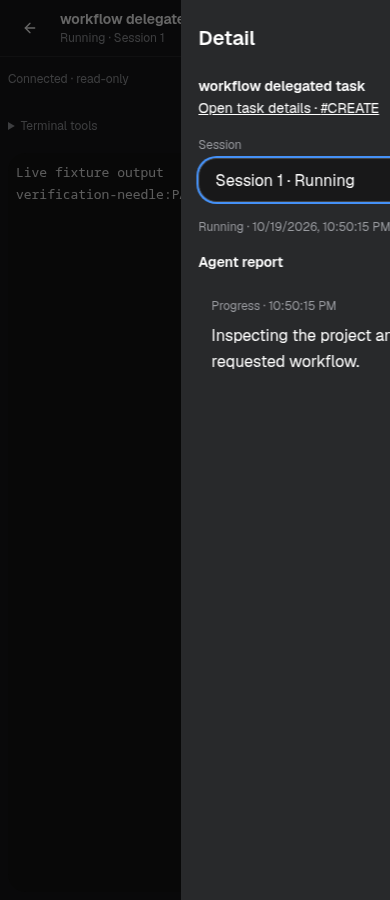 workflow delegate
Running · Session 1
Connected · read-only
Terminal tools
Live fixture output
verification-needle:P
Detail
workflow delegated task
Open task details · #CREATE
Session
Session 1 · Running
Running · 10/19/2026, 10:50:15 PM
Agent report
Progress · 10:50:15 PM
Inspecting the project
requested workflow.